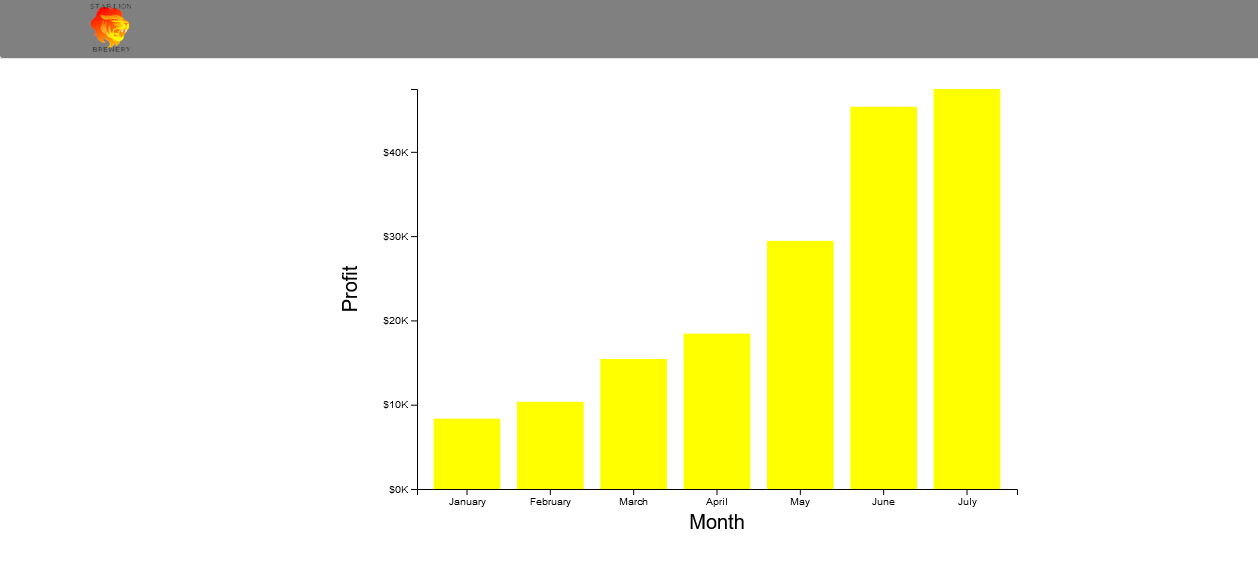 STAR LION
BREWERY
$40K
$30K
$20K
$10K
$0K
Profit
January February March April May June July
Month